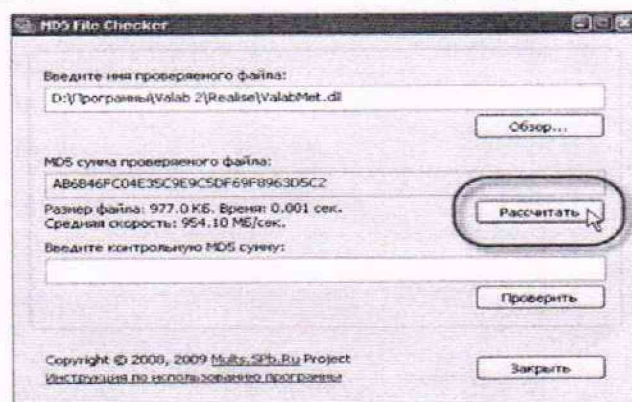 MD5 File Checker
Введите имя проверяемого файла:
D:\Программы\Valab 2\Realise\ValabMet.dll
Обзор...
MD5 сумма проверяемого файла:
AB6B46FC04E35C9E9C5DF69F8963D5C2
Размер файла: 977.0 КБ. Время: 0.001 сек.
Рассчитать
Средняя скорость: 954.10 МБ/сек.
Введите контрольную MD5 сумму:
Проверить
Copyright © 2008, 2009 Mults.SPb.Ru Project
Закрыть
Инструкция по использованию программы